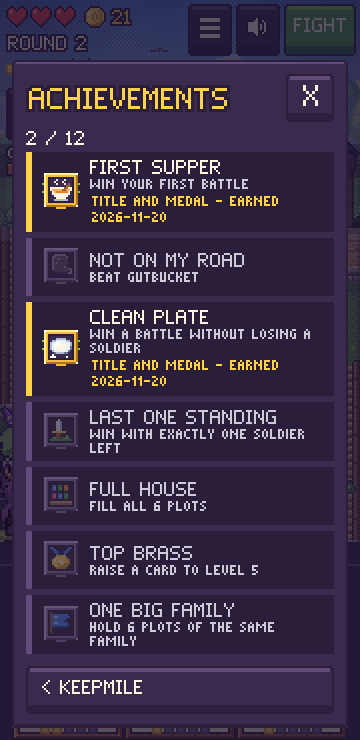 21
FIGHT
ROUND 2
ACHIEVEMENTS
X
2 / 12
FIRST SUPPER
WIN YOUR FIRST BATTLE
TITLE AND MEDAL - EARNED
2026-11-20
NOT ON MY ROAD
BEAT GUTBUCKET
CLEAN PLATE
WIN A BATTLE WITHOUT LOSING A
SOLDIER
TITLE AND MEDAL - EARNED
2026-11-20
LAST ONE STANDING
WIN WITH EXACTLY ONE SOLDIER
LEFT
FULL HOUSE
FILL ALL 6 PLOTS
TOP BRASS
RAISE A CARD TO LEVEL 5
ONE BIG FAMILY
HOLD 6 PLOTS OF THE SAME
FAMILY
< KEEPMILE